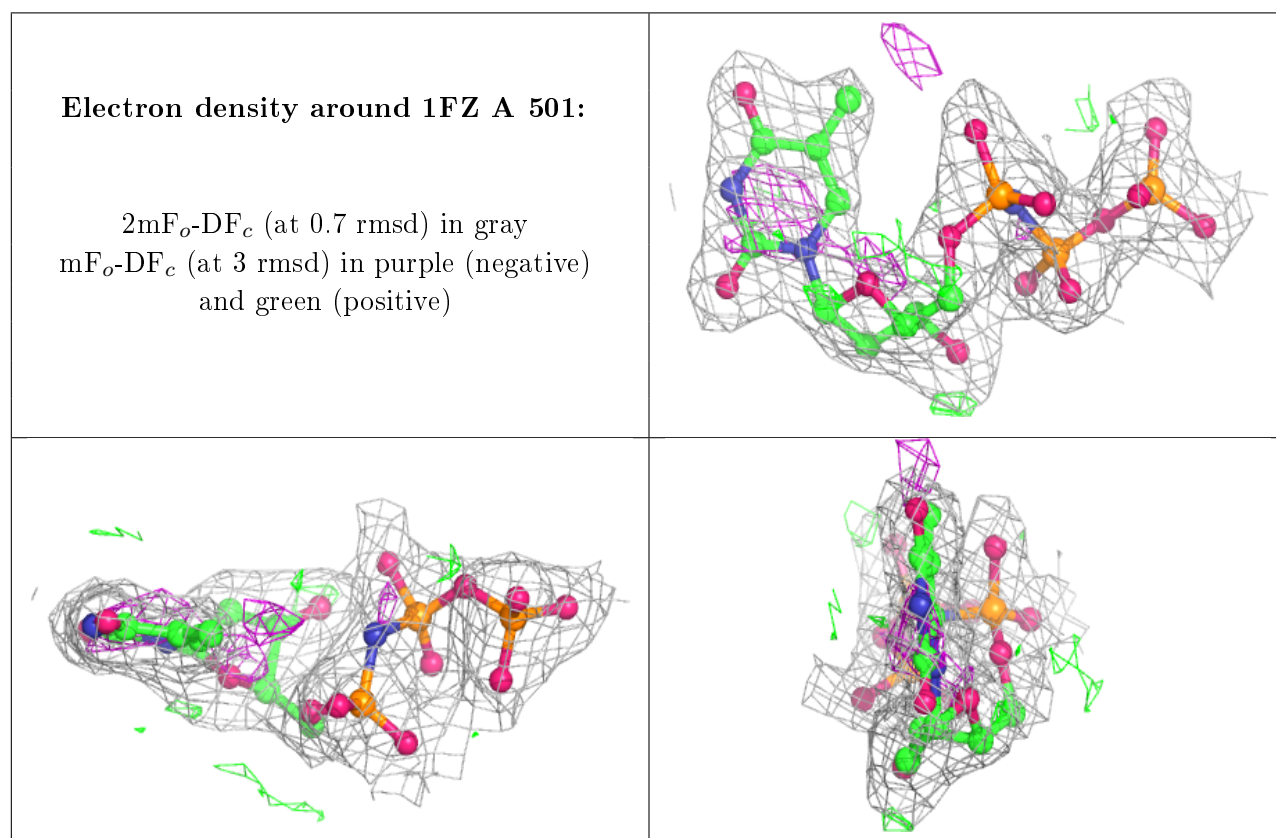 Electron density around 1FZ A 501:
2mFₒ-DF𝑐 (at 0.7 rmsd) in gray
mFₒ-DF𝑐 (at 3 rmsd) in purple (negative)
and green (positive)